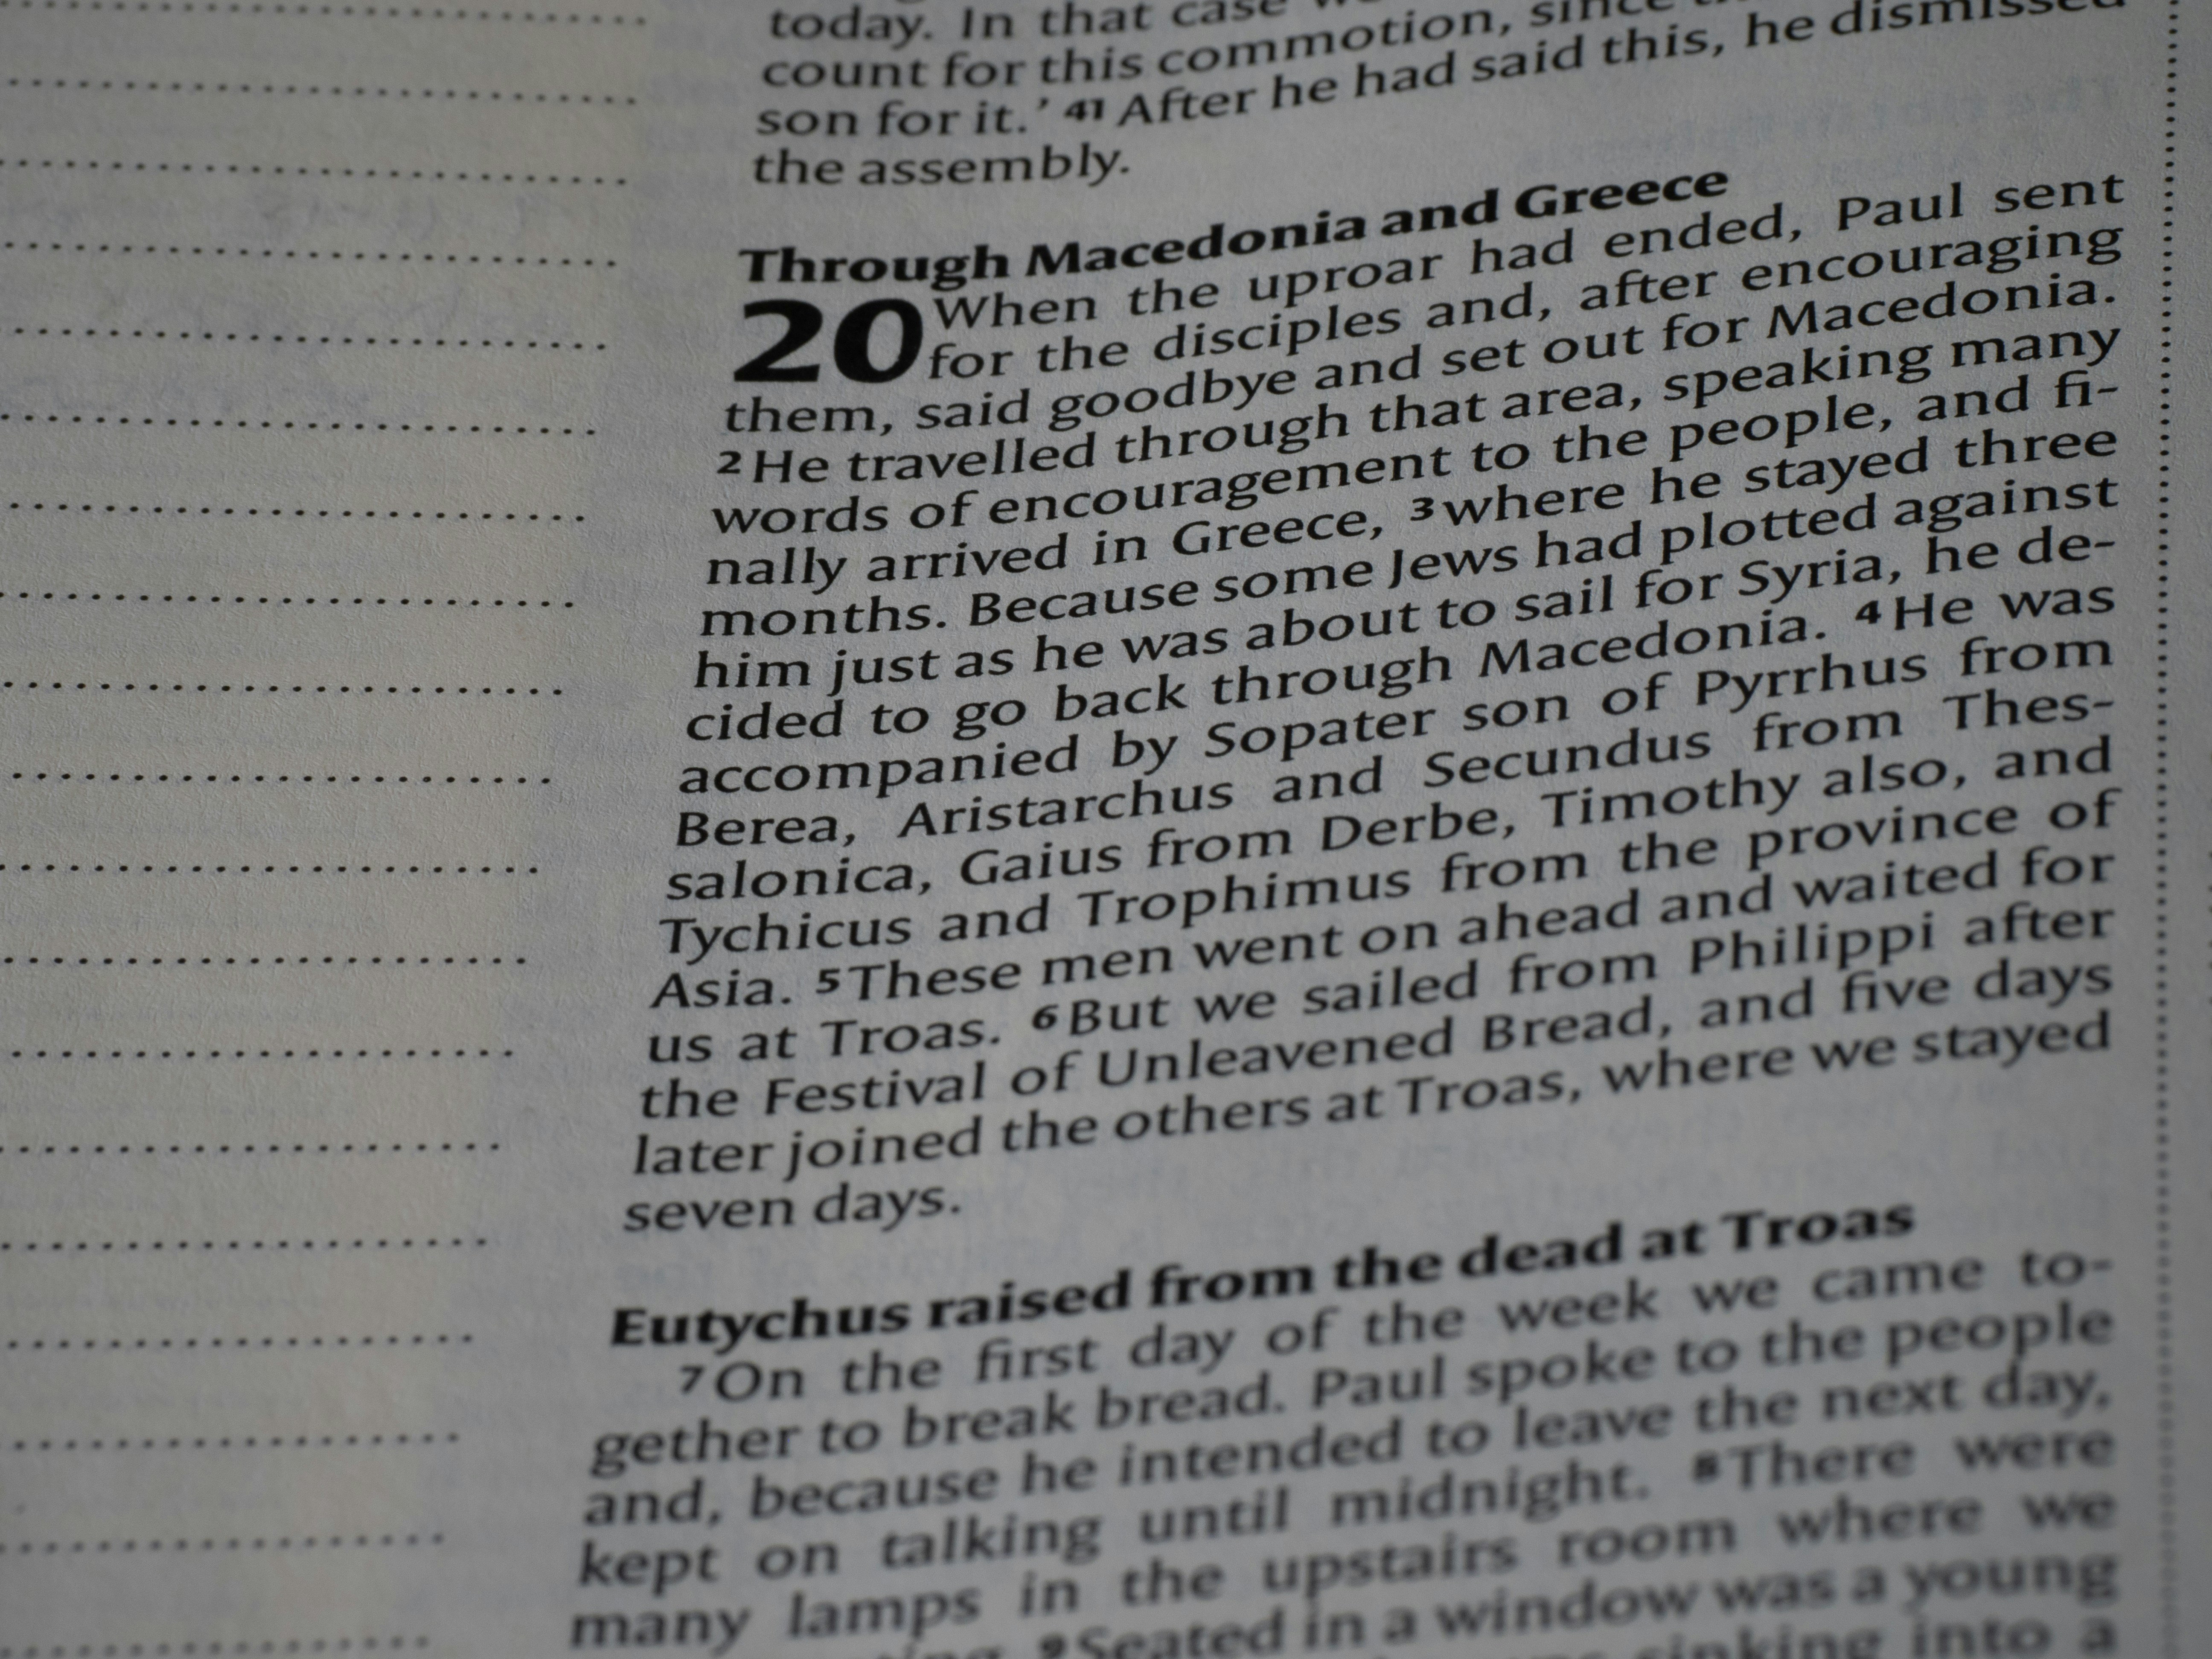 today. In that case
count for this commotion, since
son for it.’ 41 After he had said this, he dismissed
the assembly.
Through Macedonia and Greece
20 When the uproar had ended, Paul sent
for the disciples and, after encouraging
them, said goodbye and set out for Macedonia.
2 He travelled through that area, speaking many
words of encouragement to the people, and fi-
nally arrived in Greece, 3 where he stayed three
months. Because some Jews had plotted against
him just as he was about to sail for Syria, he de-
cided to go back through Macedonia. 4 He was
accompanied by Sopater son of Pyrrhus from
Berea, Aristarchus and Secundus from Thes-
salonica, Gaius from Derbe, Timothy also, and
Tychicus and Trophimus from the province of
Asia. 5 These men went on ahead and waited for
us at Troas. 6 But we sailed from Philippi after
the Festival of Unleavened Bread, and five days
later joined the others at Troas, where we stayed
seven days.
Eutychus raised from the dead at Troas
7 On the first day of the week we came to-
gether to break bread. Paul spoke to the people
and, because he intended to leave the next day,
kept on talking until midnight. 8 There were
many lamps in the upstairs room where we
9 Seated in a window was a young
sinking into a